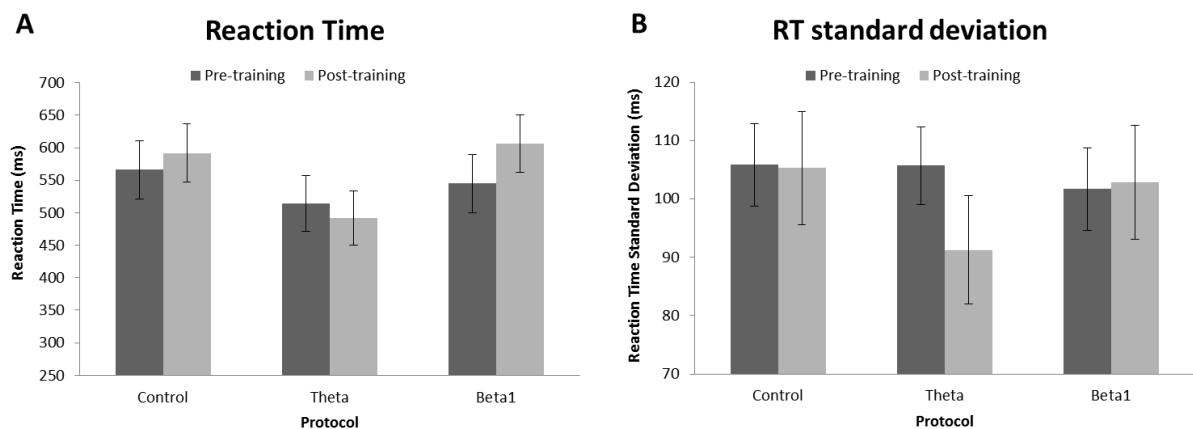 A
Reaction Time
Pre-training Post-training
Reaction Time (ms)
700
650
600
550
500
450
400
350
300
250
Control Theta Beta1
Protocol
B
RT standard deviation
Pre-training Post-training
Reaction Time Standard Deviation (ms)
120
110
100
90
80
70
Control Theta Beta1
Protocol